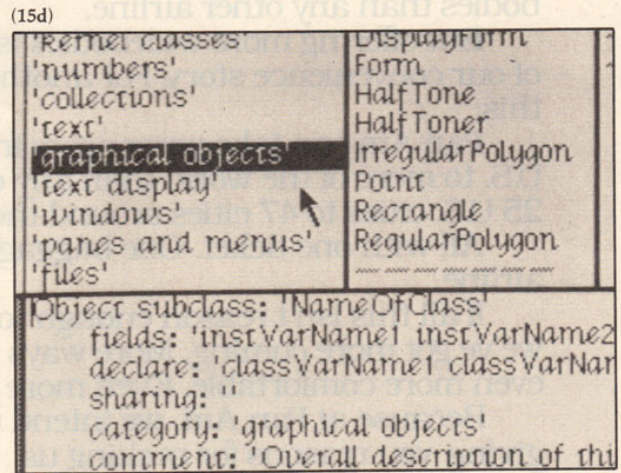 (15d)
'Kernel classes'
'numbers'
'collections'
'text'
'graphical objects'
'text display'
'windows'
'panes and menus'
'files'
DisplayForm
Form
HalfTone
HalfToner
IrregularPolygon
Point
Rectangle
RegularPolygon
Object subclass: 'NameOfClass'
fields: 'instVarName1 instVarName2
declare: 'classVarName1 classVarNar
sharing: ''
category: 'graphical objects'
comment: 'Overall description of thi